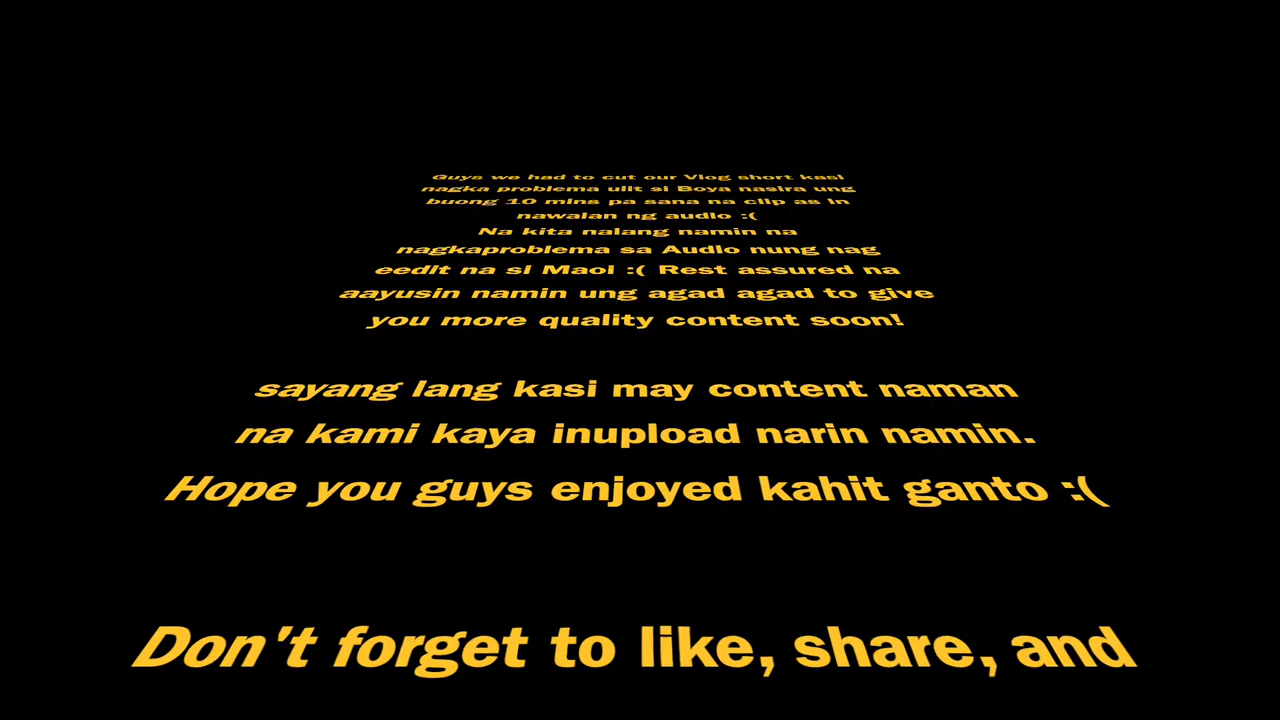 Guys we had to cut our Vlog short kasi
nagka problema ulit si Boya nasira ung
buong 10 mins pa sana na clip as in
nawalan ng audio :(
Na kita nalang namin na
nagkaproblema sa Audio nung nag
eedit na si Maoi :( Rest assured na
aayusin namin ung agad agad to give
you more quality content soon!
sayang lang kasi may content naman
na kami kaya inupload narin namin.
Hope you guys enjoyed kahit ganto :(
Don't forget to like, share, and